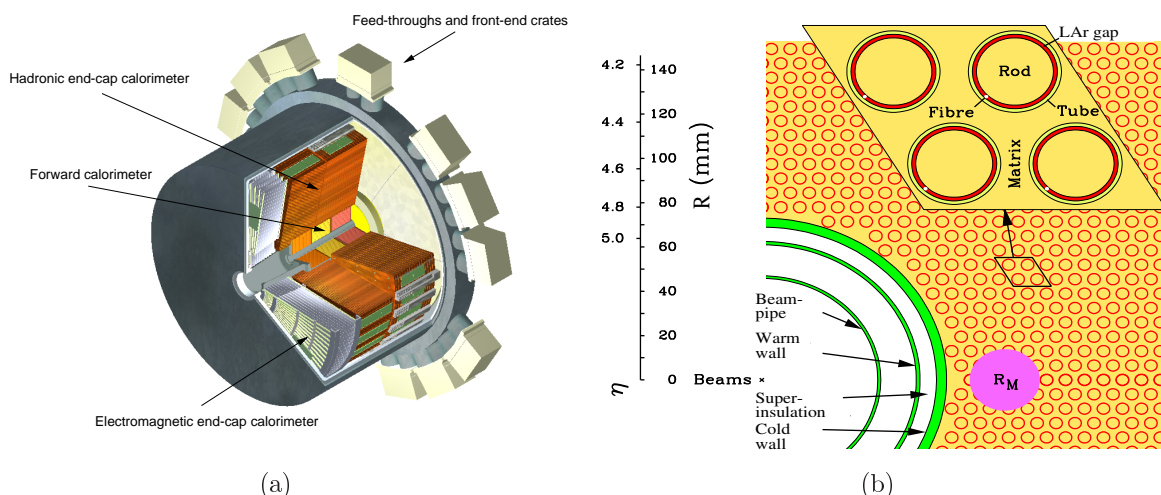 Feed-throughs and front-end crates
Hadronic end-cap calorimeter
Forward calorimeter
Electromagnetic end-cap calorimeter
(a)
4.2
4.4
4.6
4.8
5.0
η
140
120
100
80
60
40
20
0
R (mm)
LAr gap
Rod
Fibre
Tube
Matrix
Beam-
pipe
Warm
wall
Beams ×
R_M
Super-
insulation
Cold
wall
(b)